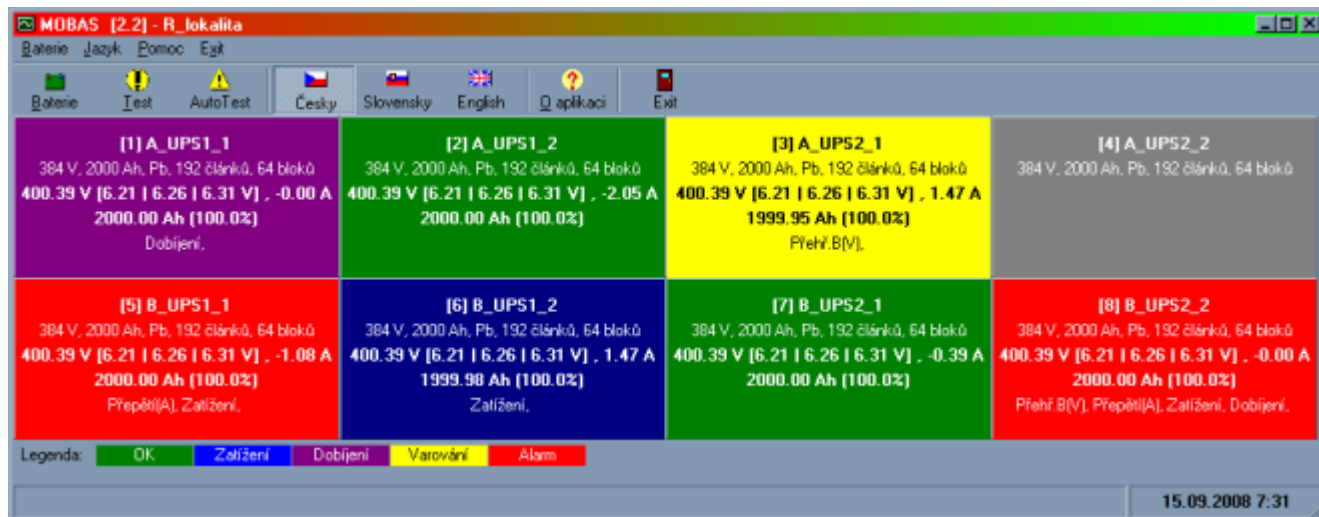 MOBAS [2.2] - R_lokalita
Baterie Jazyk Pomoc Exit
Baterie Test AutoTest Česky Slovensky English O aplikaci Exit
[1] A_UPS1_1
384 V, 2000 Ah, Pb, 192 článků, 64 bloků
400.39 V [6.21 | 6.26 | 6.31 V] , -0.00 A
2000.00 Ah (100.0%)
Dobíjení,
[2] A_UPS1_2
384 V, 2000 Ah, Pb, 192 článků, 64 bloků
400.39 V [6.21 | 6.26 | 6.31 V] , -2.05 A
2000.00 Ah (100.0%)
[3] A_UPS2_1
384 V, 2000 Ah, Pb, 192 článků, 64 bloků
400.39 V [6.21 | 6.26 | 6.31 V] , 1.47 A
1999.95 Ah (100.0%)
Přehř.B(V),
[4] A_UPS2_2
384 V, 2000 Ah, Pb, 192 článků, 64 bloků
[5] B_UPS1_1
384 V, 2000 Ah, Pb, 192 článků, 64 bloků
400.39 V [6.21 | 6.26 | 6.31 V] , -1.08 A
2000.00 Ah (100.0%)
Přepětí(A), Zatížení,
[6] B_UPS1_2
384 V, 2000 Ah, Pb, 192 článků, 64 bloků
400.39 V [6.21 | 6.26 | 6.31 V] , 1.47 A
1999.98 Ah (100.0%)
Zatížení,
[7] B_UPS2_1
384 V, 2000 Ah, Pb, 192 článků, 64 bloků
400.39 V [6.21 | 6.26 | 6.31 V] , -0.39 A
2000.00 Ah (100.0%)
[8] B_UPS2_2
384 V, 2000 Ah, Pb, 192 článků, 64 bloků
400.39 V [6.21 | 6.26 | 6.31 V] , -0.00 A
2000.00 Ah (100.0%)
Přehř.B(V), Přepětí(A), Zatížení, Dobíjení,
Legenda: OK Zatížení Dobíjení Varování Alarm
15.09.2008 7:31